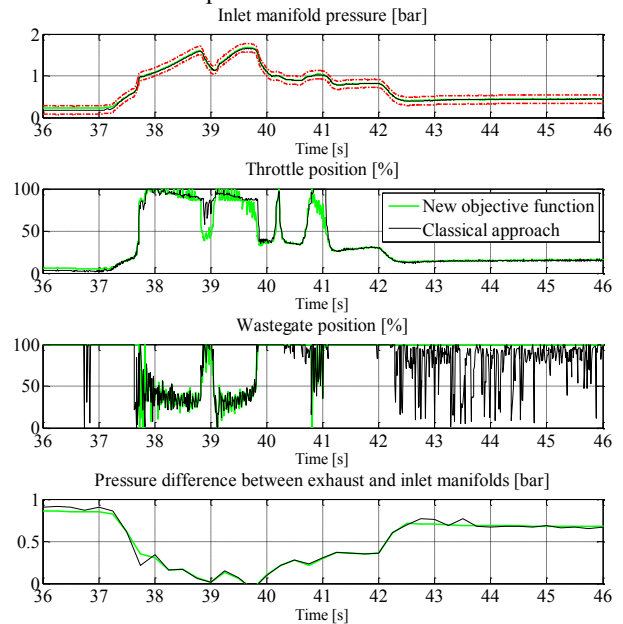 Inlet manifold pressure [bar]
2
1
0
36 37 38 39 40 41 42 43 44 45 46
Time [s]
Throttle position [%]
100
50
0
New objective function
Classical approach
36 37 38 39 40 41 42 43 44 45 46
Time [s]
Wastegate position [%]
100
50
0
36 37 38 39 40 41 42 43 44 45 46
Time [s]
Pressure difference between exhaust and inlet manifolds [bar]
1
0.5
0
36 37 38 39 40 41 42 43 44 45 46
Time [s]